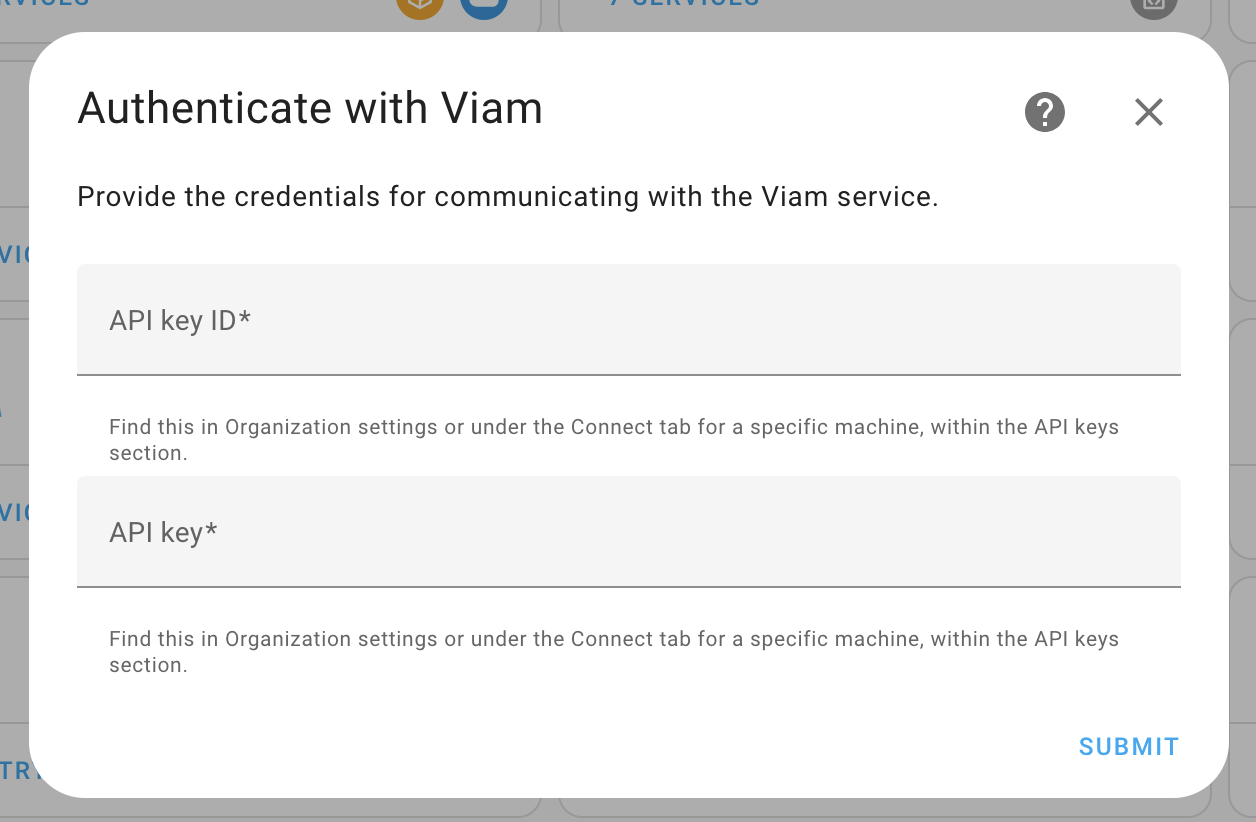 7 SERVICES
Authenticate with Viam
Provide the credentials for communicating with the Viam service.
API key ID*
Find this in Organization settings or under the Connect tab for a specific machine, within the API keys
section.
API key*
Find this in Organization settings or under the Connect tab for a specific machine, within the API keys
section.
SUBMIT